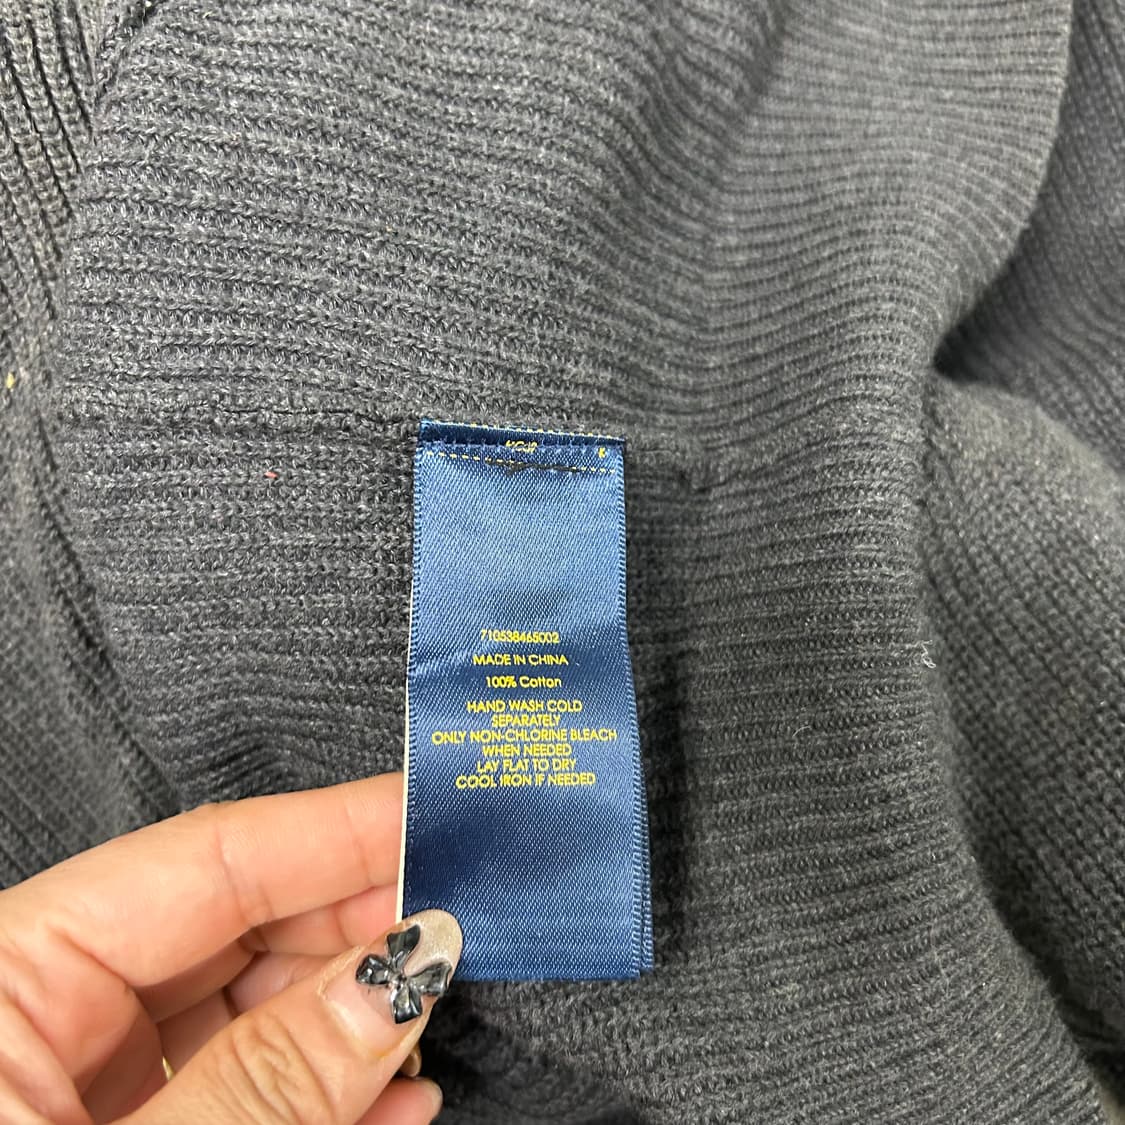 710538465002
MADE IN CHINA
100% Cotton
HAND WASH COLD
SEPARATELY
ONLY NON-CHLORINE BLEACH
WHEN NEEDED
LAY FLAT TO DRY
COOL IRON IF NEEDED